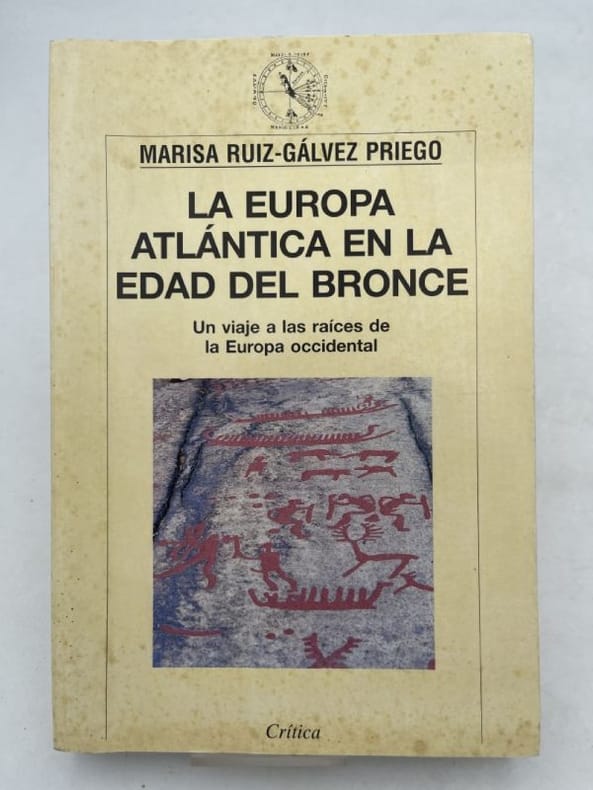 MARISA RUIZ-GÁLVEZ PRIEGO
LA EUROPA
ATLÁNTICA EN LA
EDAD DEL BRONCE
Un viaje a las raíces de
la Europa occidental
Crítica